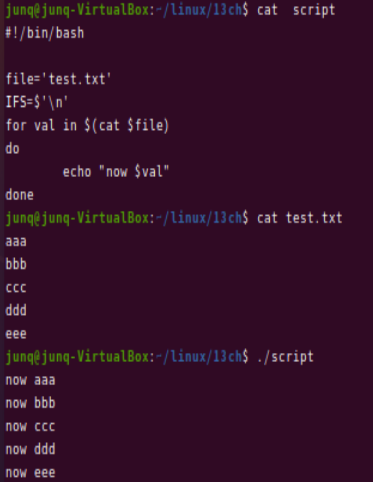 junq@junq-VirtualBox:~/linux/13ch$ cat  script
#!/bin/bash

file='test.txt'
IFS=$'\n'
for val in $(cat $file)
do
        echo "now $val"
done
junq@junq-VirtualBox:~/linux/13ch$ cat test.txt
aaa
bbb
ccc
ddd
eee
junq@junq-VirtualBox:~/linux/13ch$ ./script
now aaa
now bbb
now ccc
now ddd
now eee